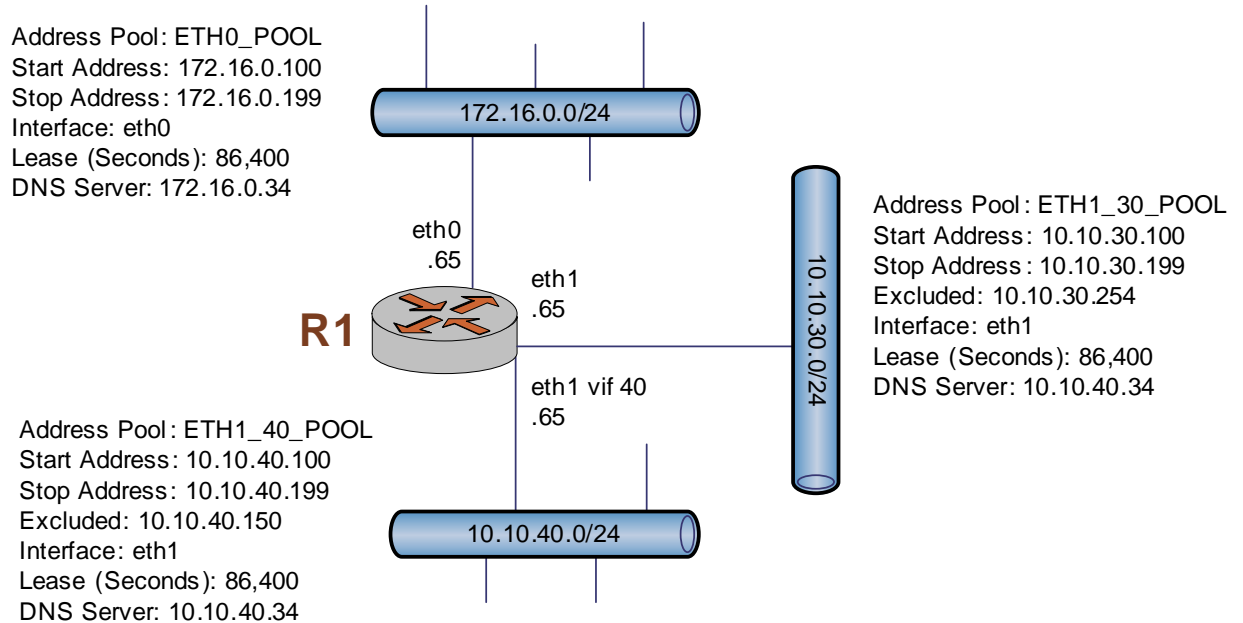 Address Pool: ETH0_POOL
Start Address: 172.16.0.100
Stop Address: 172.16.0.199
Interface: eth0
Lease (Seconds): 86,400
DNS Server: 172.16.0.34
172.16.0.0/24
eth0
.65
eth1
.65
R1
eth1 vif 40
.65
10.10.30.0/24
Address Pool: ETH1_30_POOL
Start Address: 10.10.30.100
Stop Address: 10.10.30.199
Excluded: 10.10.30.254
Interface: eth1
Lease (Seconds): 86,400
DNS Server: 10.10.40.34
Address Pool: ETH1_40_POOL
Start Address: 10.10.40.100
Stop Address: 10.10.40.199
Excluded: 10.10.40.150
Interface: eth1
Lease (Seconds): 86,400
DNS Server: 10.10.40.34
10.10.40.0/24